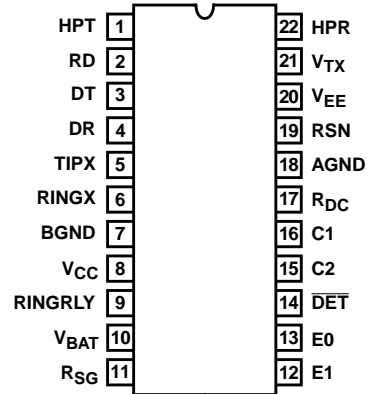 HPT 1 22 HPR
RD 2 21 VTX
DT 3 20 VEE
DR 4 19 RSN
TIPX 5 18 AGND
RINGX 6 17 RDC
BGND 7 16 C1
VCC 8 15 C2
RINGRLY 9 14 DET
VBAT 10 13 E0
RSG 11 12 E1